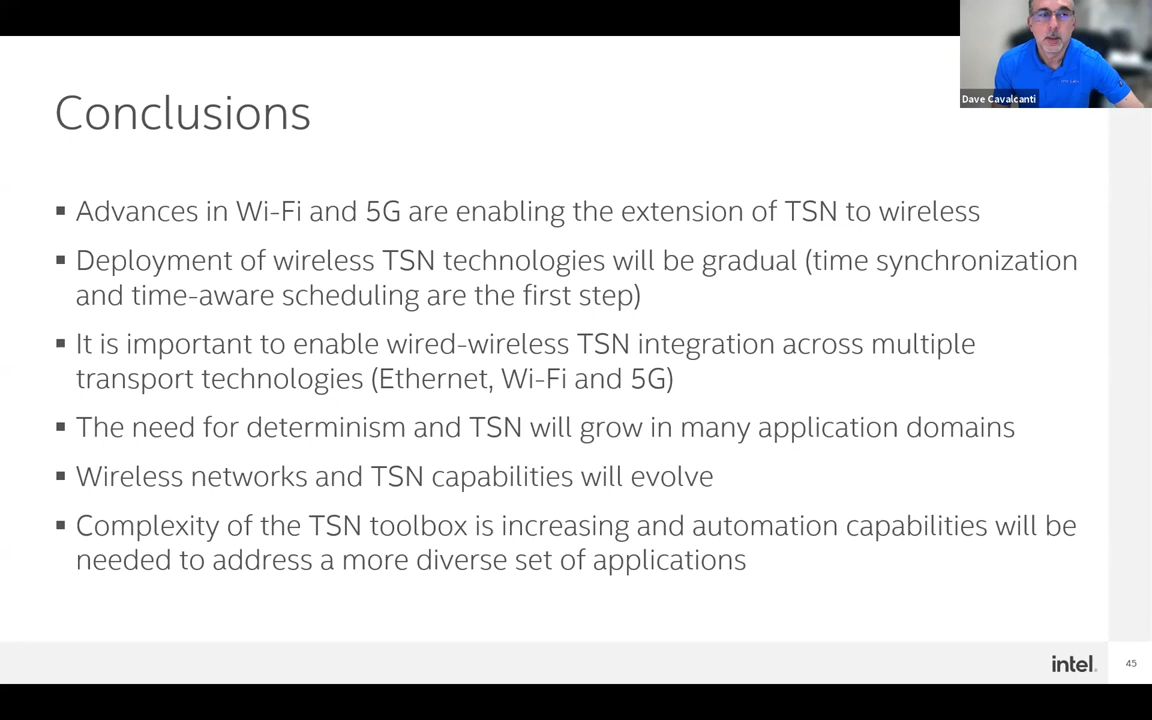 Dave Cavalcanti
Conclusions
▪ Advances in Wi-Fi and 5G are enabling the extension of TSN to wireless
▪ Deployment of wireless TSN technologies will be gradual (time synchronization
and time-aware scheduling are the first step)
▪ It is important to enable wired-wireless TSN integration across multiple
transport technologies (Ethernet, Wi-Fi and 5G)
▪ The need for determinism and TSN will grow in many application domains
▪ Wireless networks and TSN capabilities will evolve
▪ Complexity of the TSN toolbox is increasing and automation capabilities will be
needed to address a more diverse set of applications
intel.
45